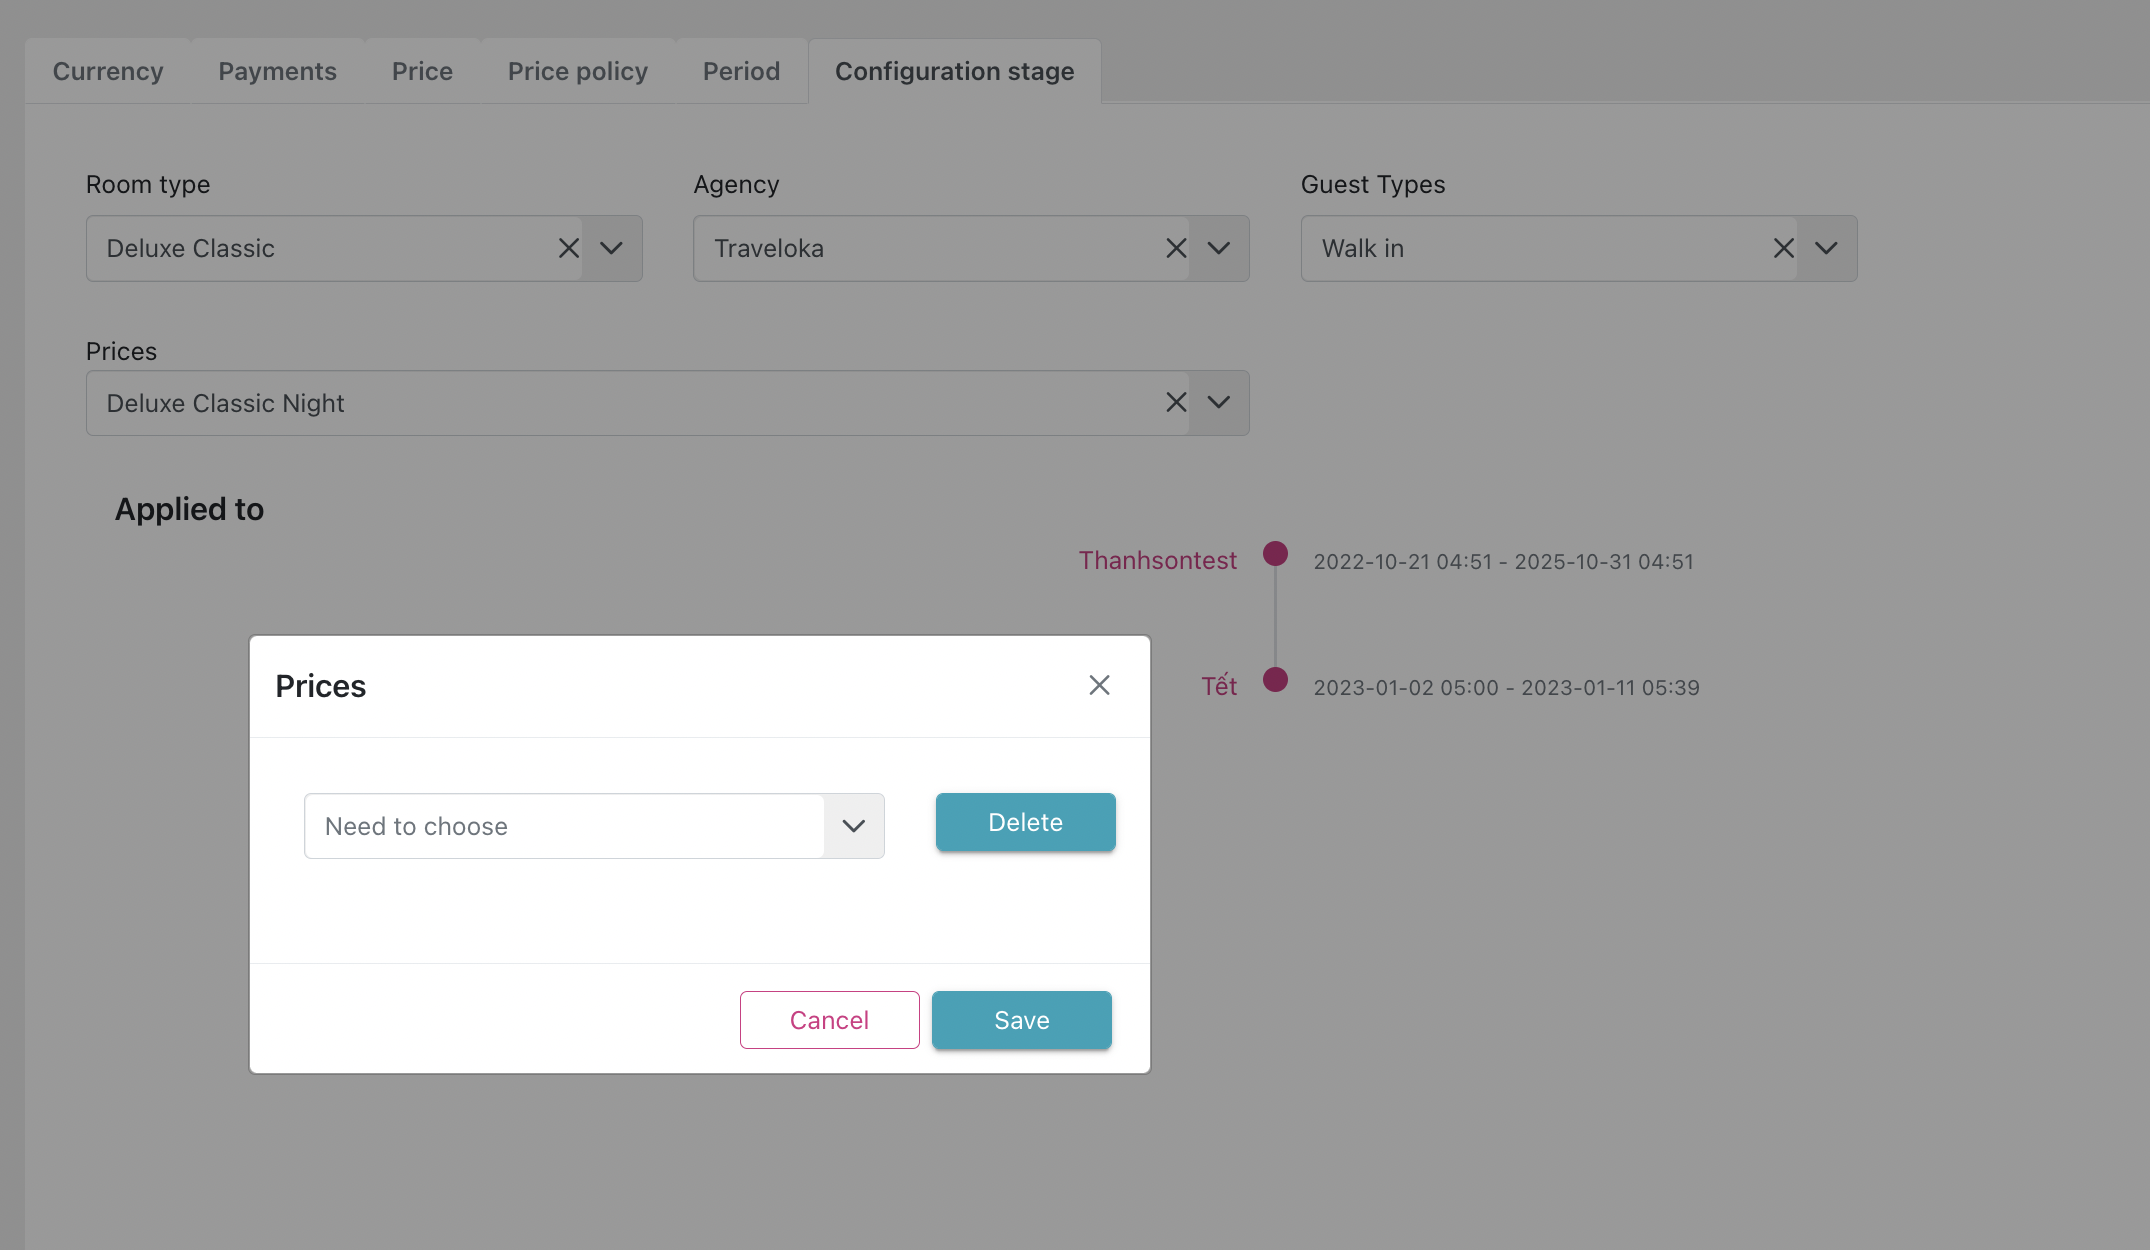 Currency Payments Price Price policy Period Configuration stage
Room type Agency Guest Types
Deluxe Classic Traveloka Walk in
Prices
Deluxe Classic Night
Applied to
Thanhsontest 2022-10-21 04:51 - 2025-10-31 04:51
Tết 2023-01-02 05:00 - 2023-01-11 05:39
Prices
Need to choose Delete
Cancel Save